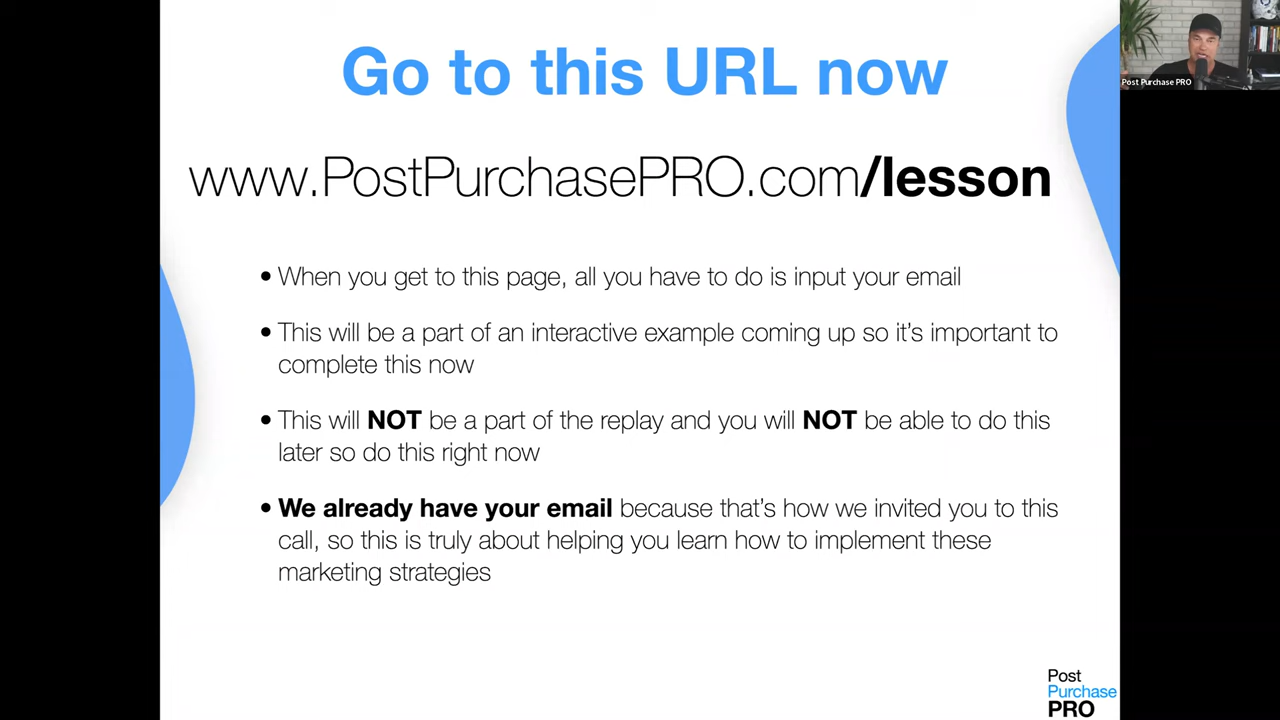 Go to this URL now
www.PostPurchasePRO.com/lesson
• When you get to this page, all you have to do is input your email
• This will be a part of an interactive example coming up so it's important to
complete this now
• This will NOT be a part of the replay and you will NOT be able to do this
later so do this right now
• We already have your email because that's how we invited you to this
call, so this is truly about helping you learn how to implement these
marketing strategies
Post Purchase PRO
Post
Purchase
PRO